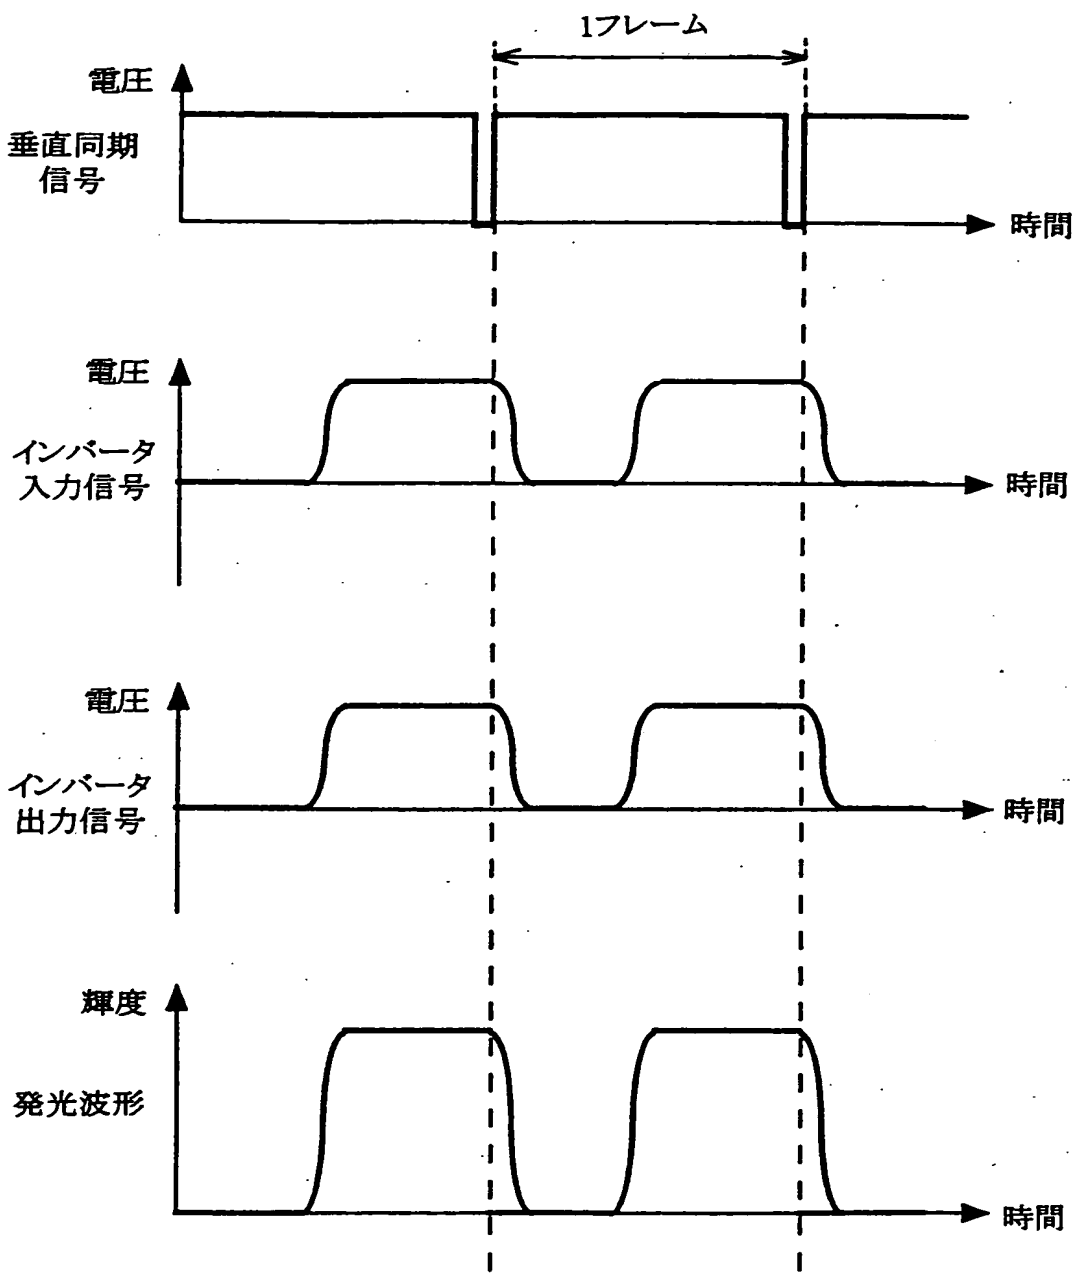 1フレーム
電圧
垂直同期
信号
時間
電圧
インバータ
入力信号
時間
電圧
インバータ
出力信号
時間
輝度
発光波形
時間